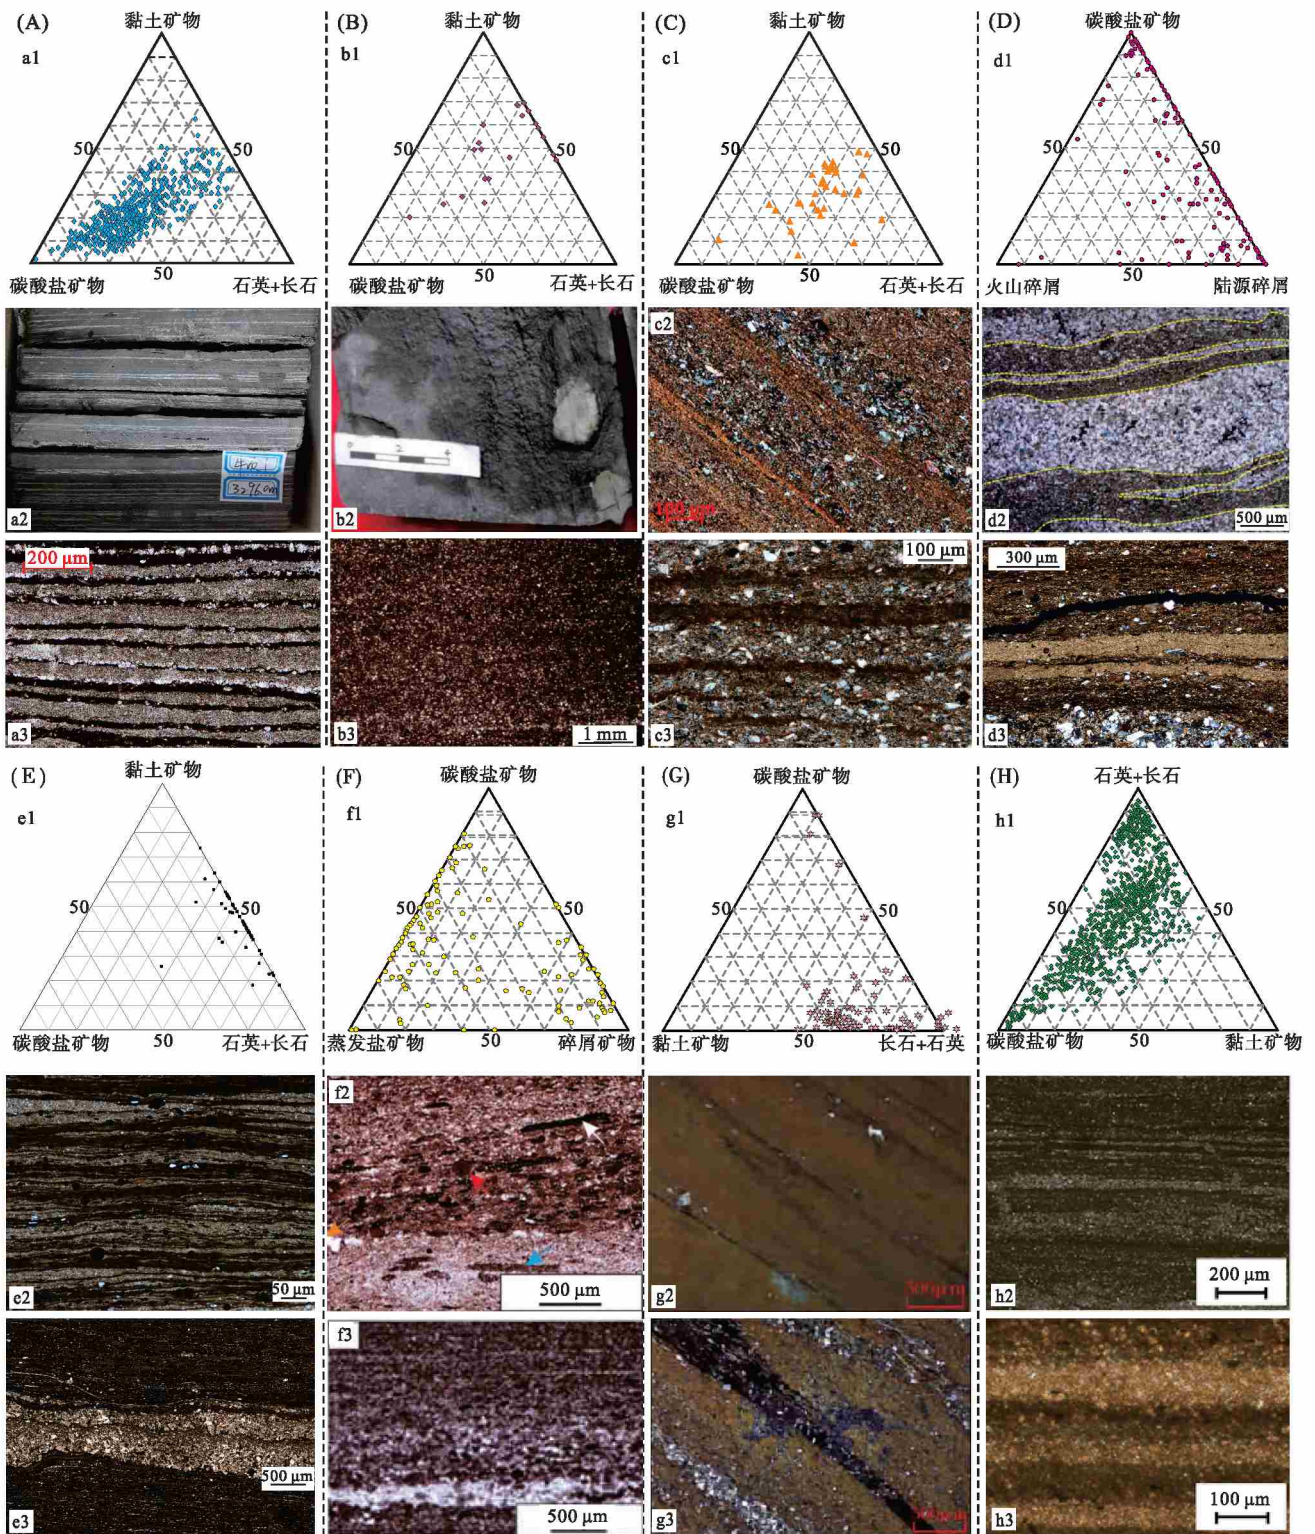 (A)
黏土矿物
a1
50
50
碳酸盐矿物
50
石英+长石
(B)
黏土矿物
b1
50
50
碳酸盐矿物
50
石英+长石
(C)
黏土矿物
c1
50
50
碳酸盐矿物
50
石英+长石
(D)
碳酸盐矿物
d1
50
50
火山碎屑
50
陆源碎屑
a2
3296.0m
b2
0 2 4
c2
100 μm
d2
500 μm
200 μm
a3
b3
1 mm
100 μm
c3
300 μm
d3
(E)
黏土矿物
e1
50
50
碳酸盐矿物
50
石英+长石
(F)
碳酸盐矿物
f1
50
50
蒸发盐矿物
50
碎屑矿物
(G)
碳酸盐矿物
g1
50
50
黏土矿物
50
长石+石英
(H)
石英+长石
h1
50
50
碳酸盐矿物
50
黏土矿物
e2
50 μm
f2
500 μm
g2
500μm
h2
200 μm
e3
500 μm
f3
500 μm
g3
h3
100 μm